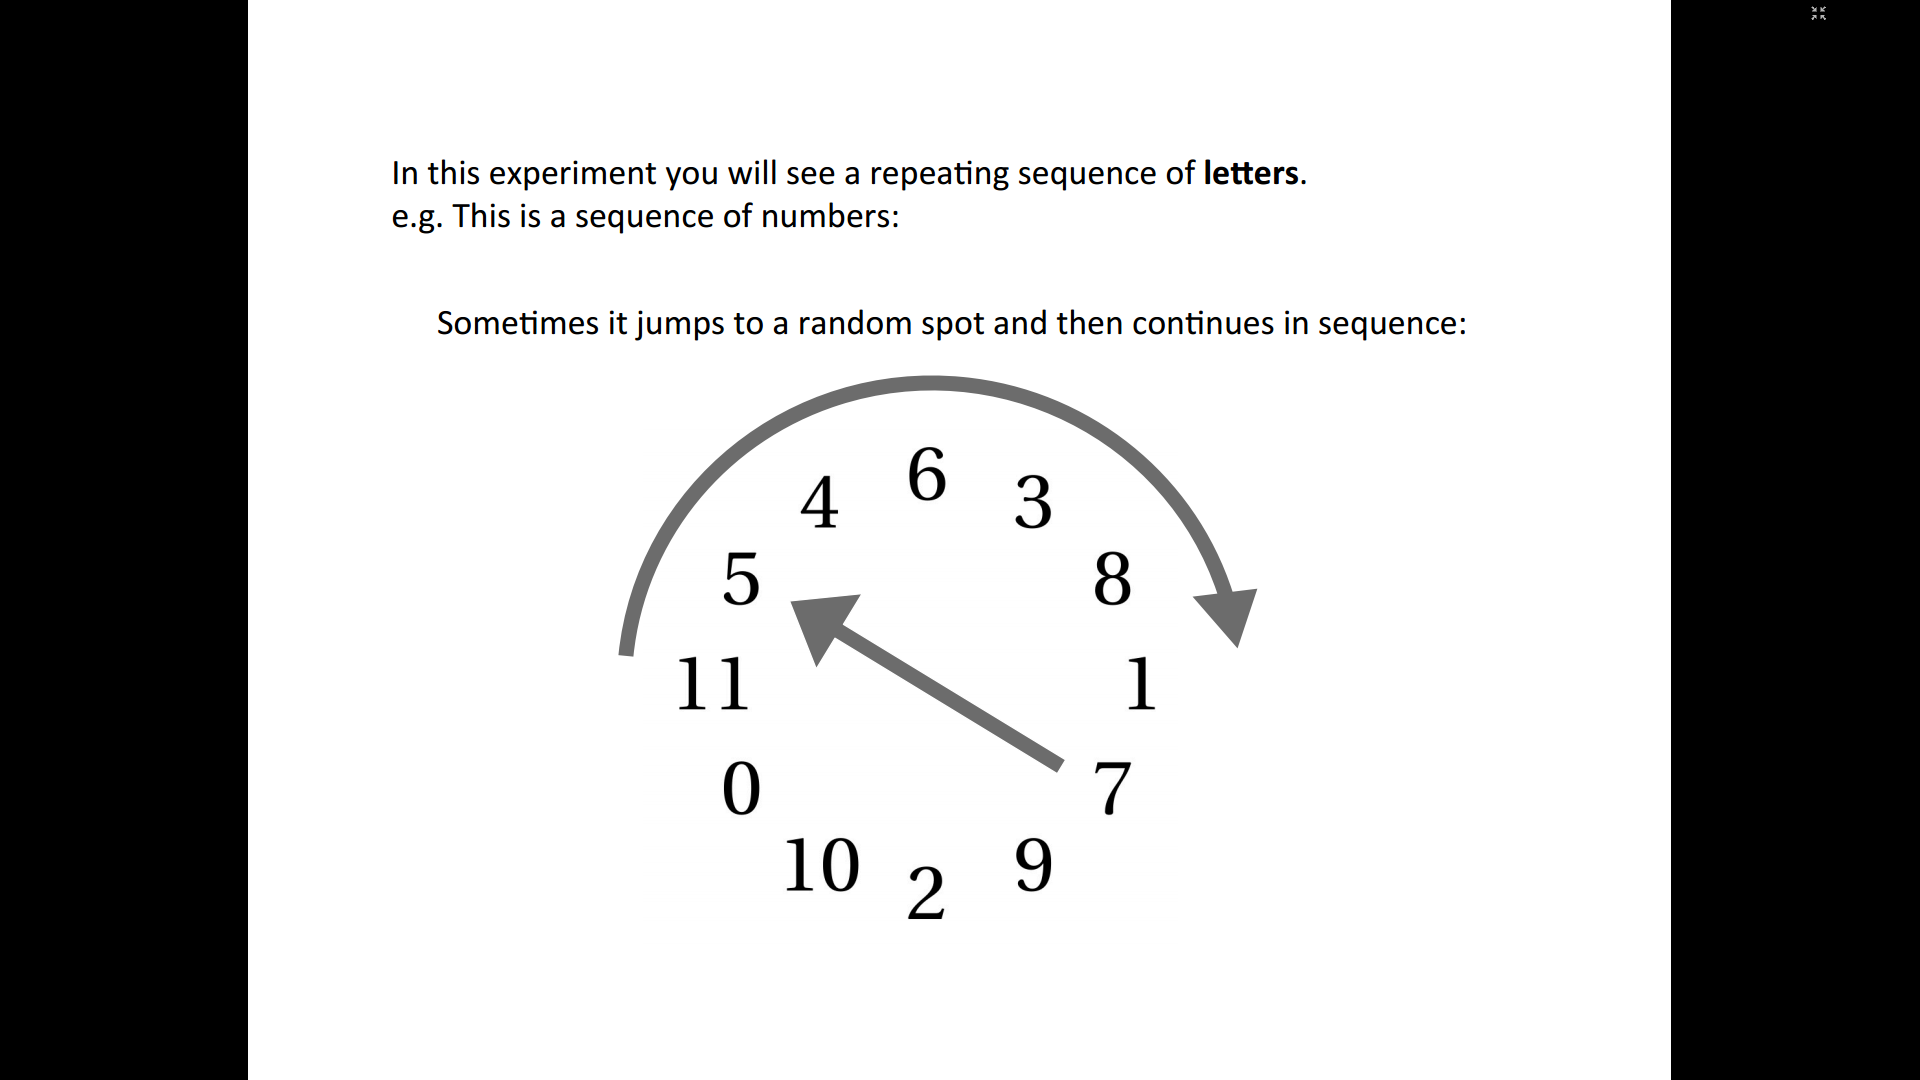 In this experiment you will see a repeating sequence of letters.
e.g. This is a sequence of numbers:
Sometimes it jumps to a random spot and then continues in sequence:
6
4 3
5 8
11 1
0 7
10 9
2